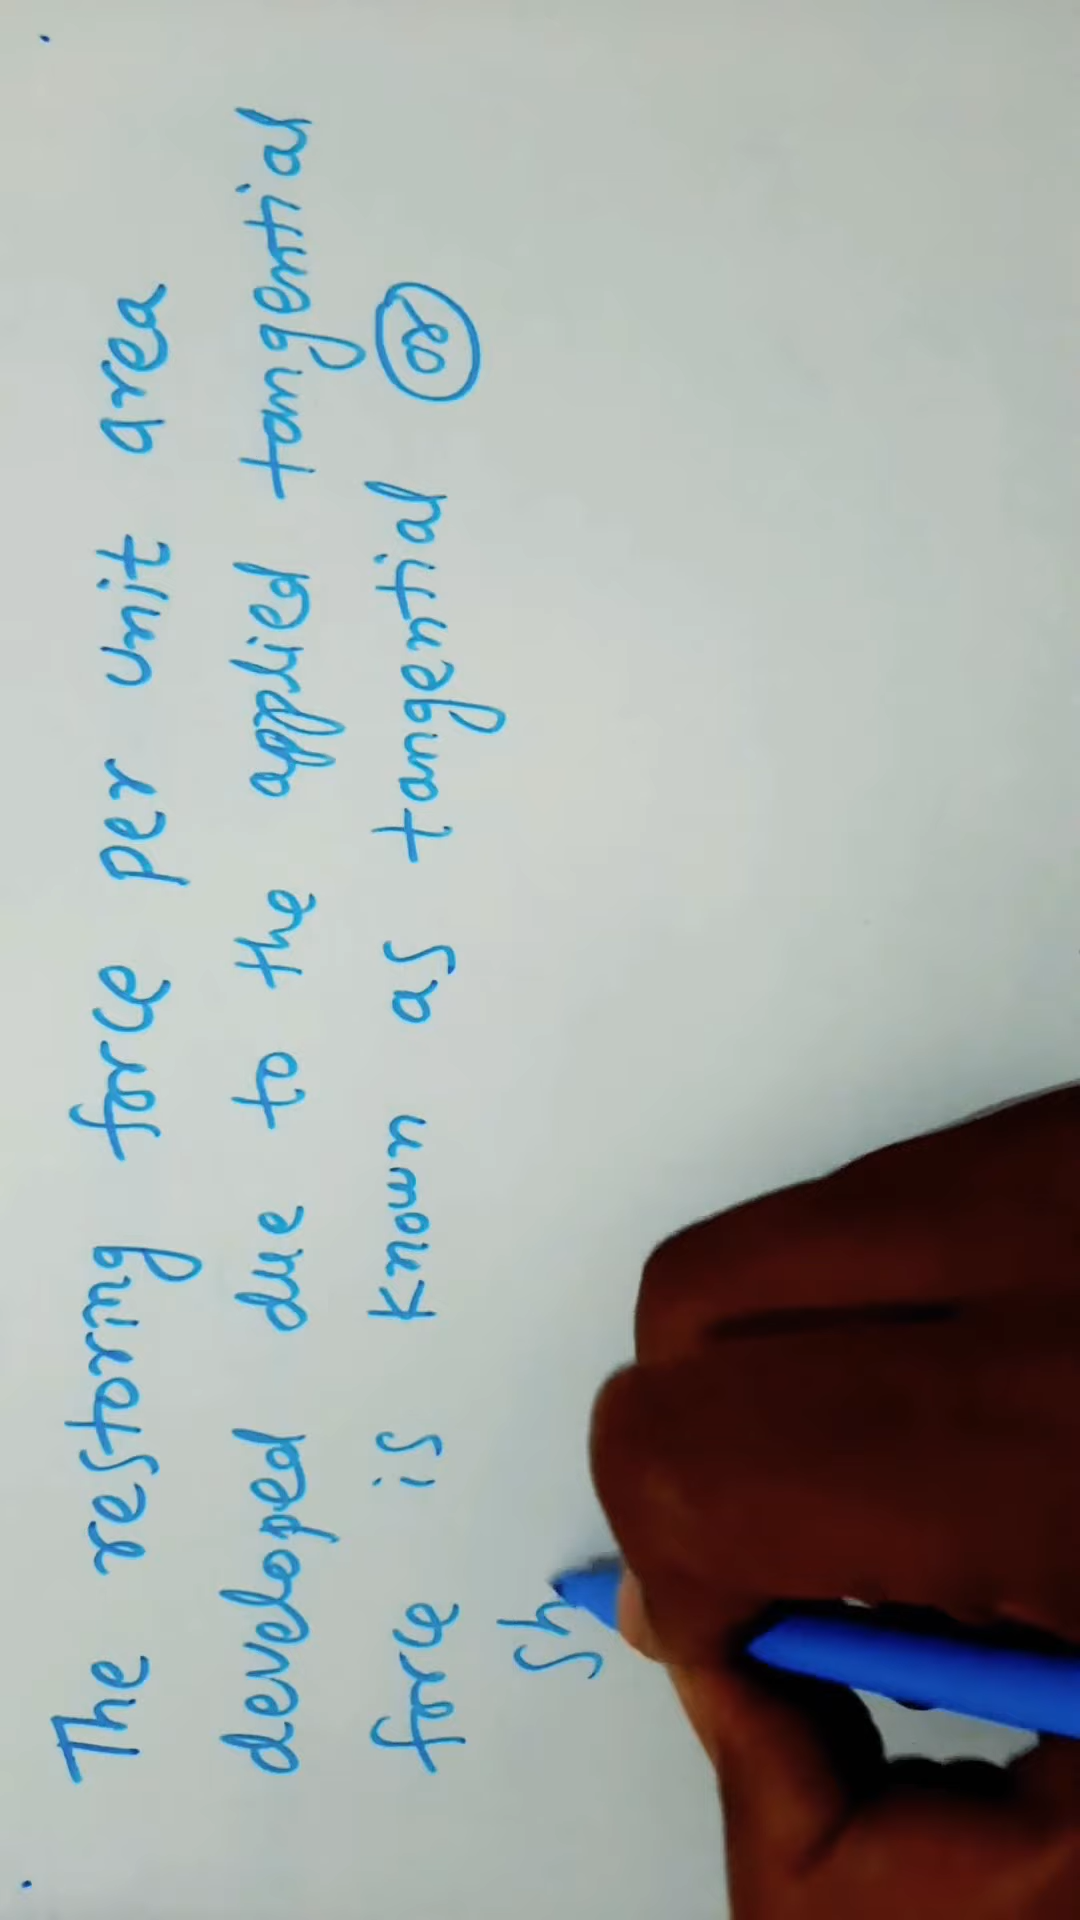 The restoring force per unit area
developed due to the applied tangential
force is known as tangential or
sh